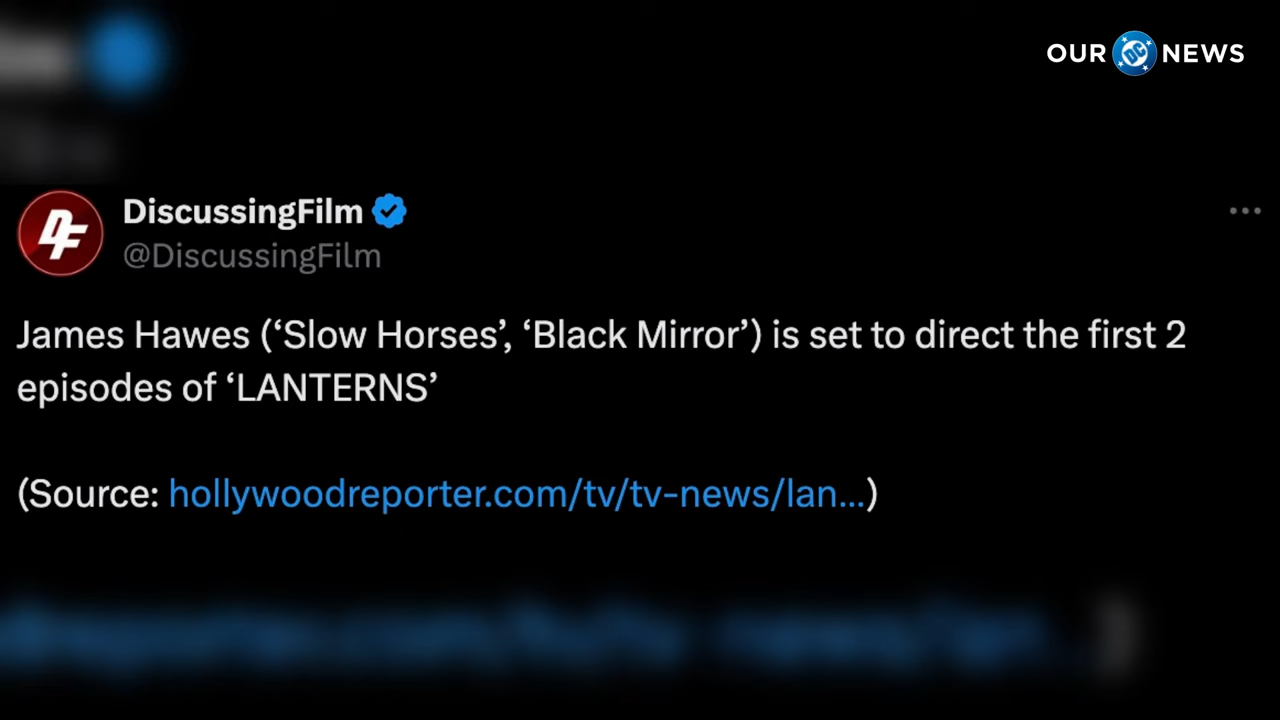 OUR DC NEWS
DiscussingFilm
@DiscussingFilm
James Hawes (‘Slow Horses’, ‘Black Mirror’) is set to direct the first 2
episodes of ‘LANTERNS’
(Source: hollywoodreporter.com/tv/tv-news/lan...)